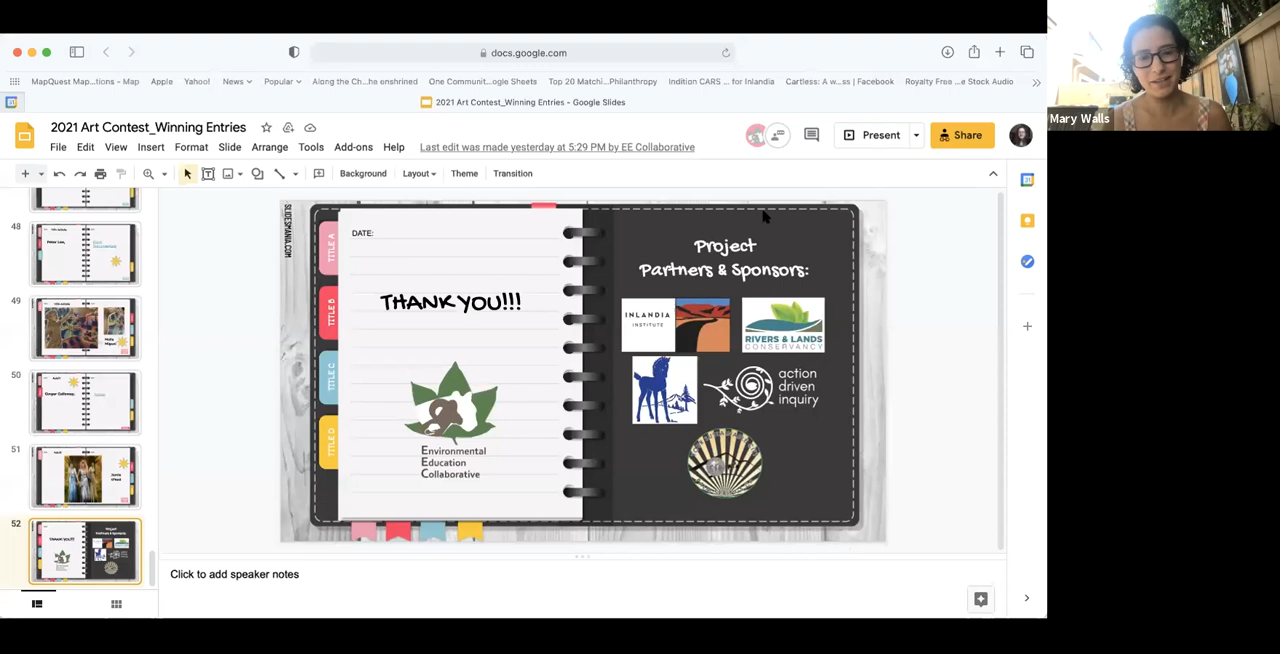 docs.google.com
MapQuest Map...tions - Map
Apple
Yahoo!
News
Popular
Along the Ch...he enshrined
One Communit...ogle Sheets
Top 20 Matchi...Philanthropy
Indition CARS ... for Inlandia
Cartless: A w...ss | Facebook
Royalty Free ...e Stock Audio
2021 Art Contest_Winning Entries - Google Slides
Mary Walls
2021 Art Contest_Winning Entries
Present
Share
File Edit View Insert Format Slide Arrange Tools Add-ons Help
Last edit was made yesterday at 5:29 PM by EE Collaborative
Background
Layout
Theme
Transition
48
49
50
51
52
SLIDESMANIA.COM
TITLE A
TITLE B
TITLE C
TITLE D
DATE:
THANK YOU!!!
Environmental
Education
Collaborative
Project
Partners & Sponsors:
INLANDIA
INSTITUTE
RIVERS & LANDS
CONSERVANCY
action
driven
inquiry
Click to add speaker notes